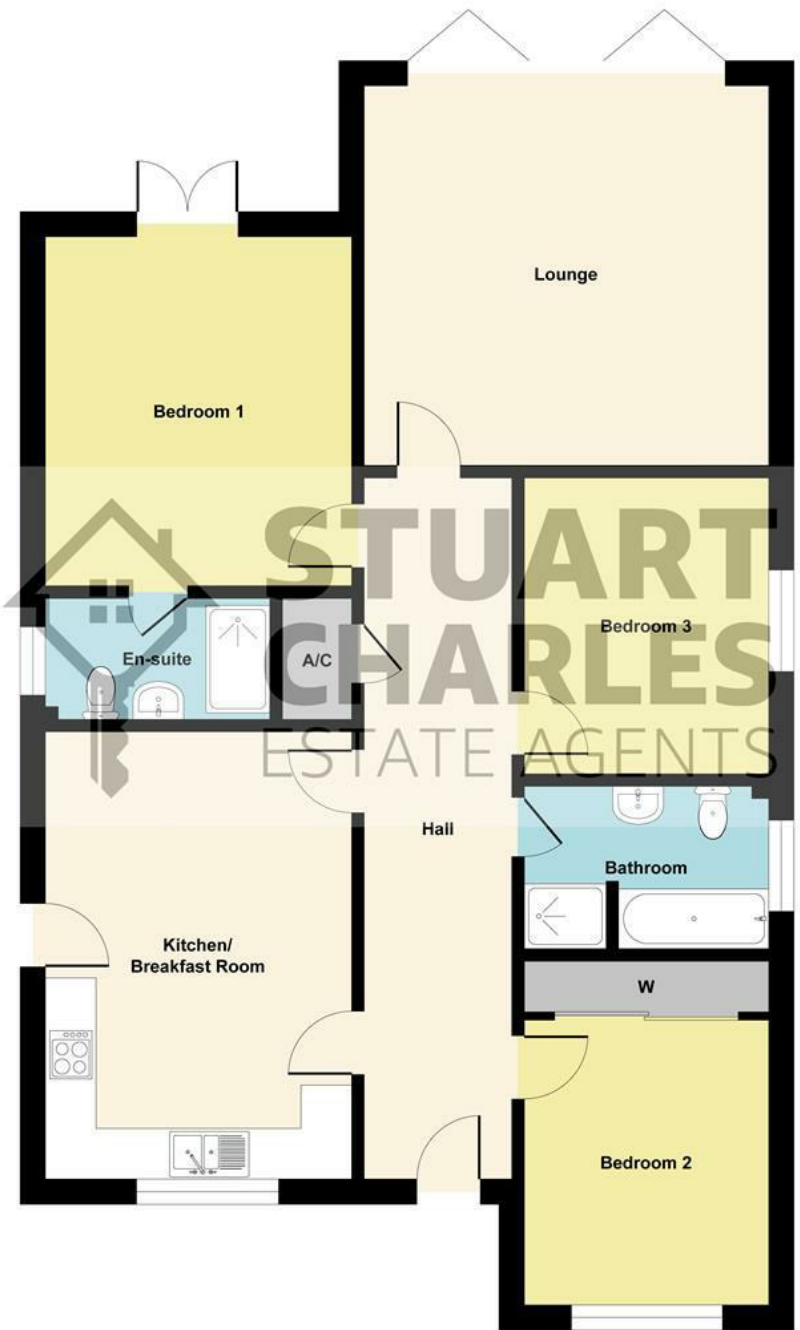 Lounge
Bedroom 1
STUART
CHARLES
ESTATE AGENTS
Bedroom 3
En-suite
A/C
Hall
Bathroom
Kitchen/
Breakfast Room
W
Bedroom 2